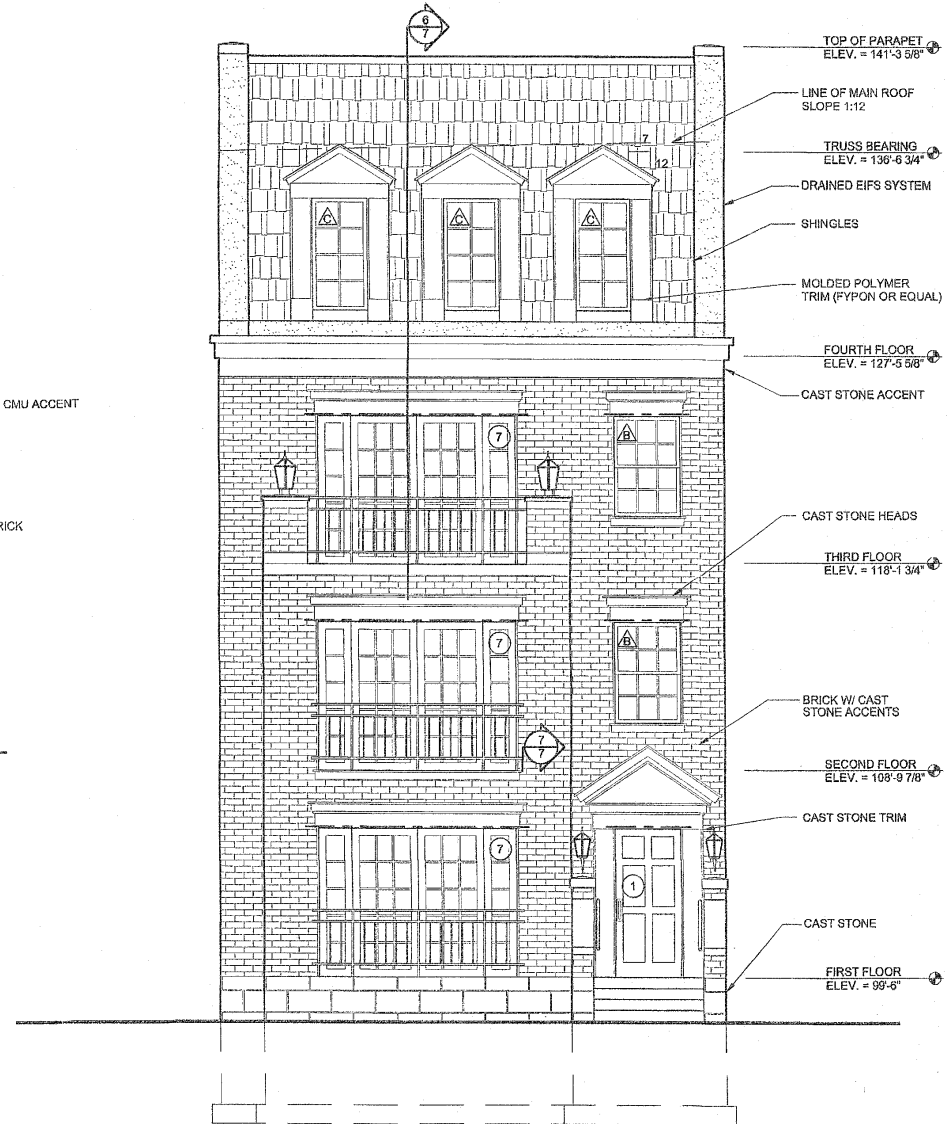 6
7
TOP OF PARAPET
ELEV. = 141'-3 5/8"
LINE OF MAIN ROOF
SLOPE 1:12
7
12
TRUSS BEARING
ELEV. = 136'-6 3/4"
DRAINED EIFS SYSTEM
C
C
C
SHINGLES
MOLDED POLYMER
TRIM (FYPON OR EQUAL)
FOURTH FLOOR
ELEV. = 127'-5 5/8"
CAST STONE ACCENT
CMU ACCENT
7
B
RICK
CAST STONE HEADS
THIRD FLOOR
ELEV. = 118'-1 3/4"
7
B
BRICK W/ CAST
STONE ACCENTS
7
7
SECOND FLOOR
ELEV. = 108'-9 7/8"
CAST STONE TRIM
7
1
CAST STONE
FIRST FLOOR
ELEV. = 99'-6"